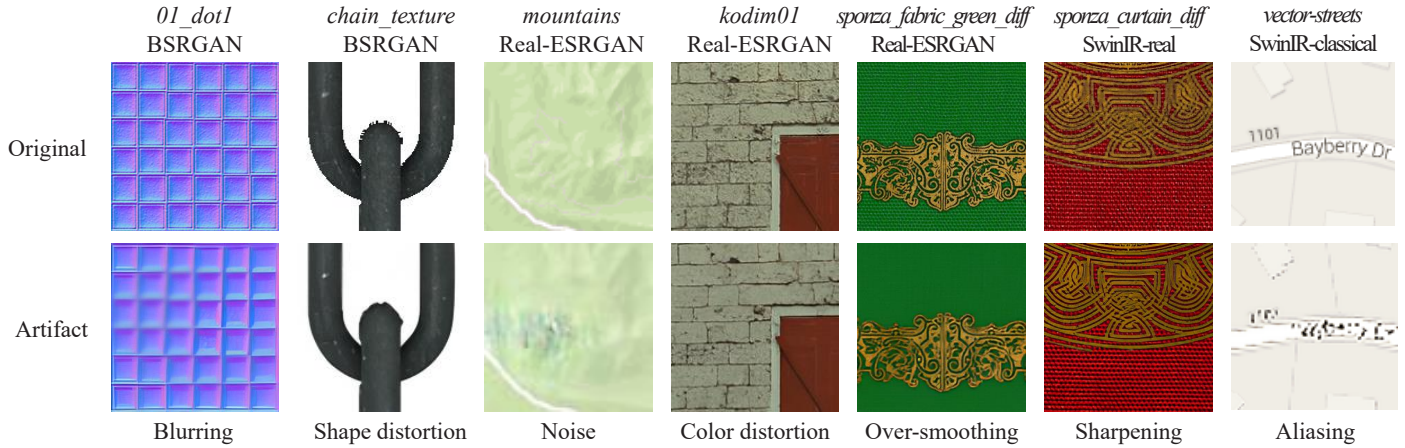 01_dot1 chain_texture mountains kodim01 sponza_fabric_green_diff sponza_curtain_diff vector-streets
BSRGAN BSRGAN Real-ESRGAN Real-ESRGAN Real-ESRGAN SwinIR-real SwinIR-classical
Original
1101
Bayberry Dr
Artifact
Blurring Shape distortion Noise Color distortion Over-smoothing Sharpening Aliasing